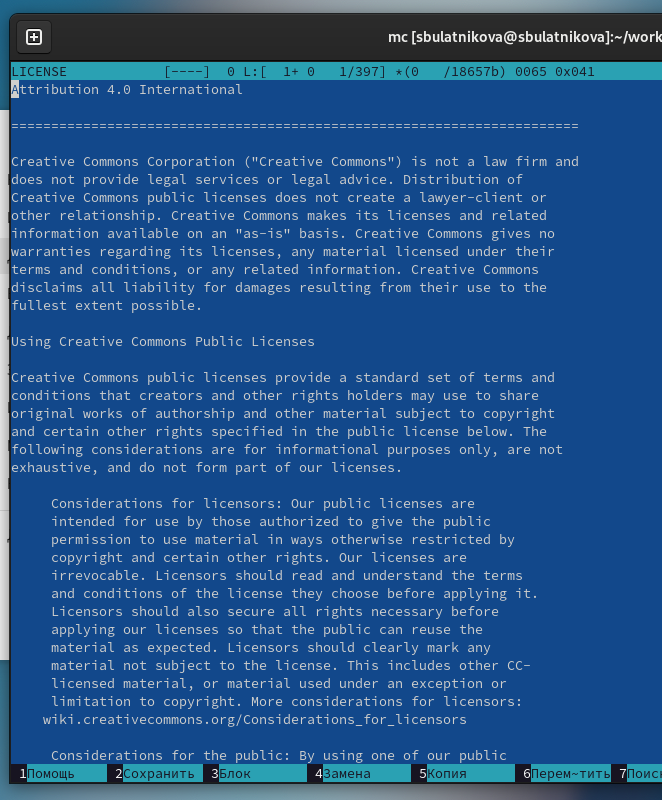 mc [sbulatnikova@sbulatnikova]:~/work
LICENSE [----] 0 L:[ 1+ 0 1/397] *(0 /18657b) 0065 0x041
Attribution 4.0 International
=======================================================================
Creative Commons Corporation ("Creative Commons") is not a law firm and
does not provide legal services or legal advice. Distribution of
Creative Commons public licenses does not create a lawyer-client or
other relationship. Creative Commons makes its licenses and related
information available on an "as-is" basis. Creative Commons gives no
warranties regarding its licenses, any material licensed under their
terms and conditions, or any related information. Creative Commons
disclaims all liability for damages resulting from their use to the
fullest extent possible.
Using Creative Commons Public Licenses
Creative Commons public licenses provide a standard set of terms and
conditions that creators and other rights holders may use to share
original works of authorship and other material subject to copyright
and certain other rights specified in the public license below. The
following considerations are for informational purposes only, are not
exhaustive, and do not form part of our licenses.
Considerations for licensors: Our public licenses are
intended for use by those authorized to give the public
permission to use material in ways otherwise restricted by
copyright and certain other rights. Our licenses are
irrevocable. Licensors should read and understand the terms
and conditions of the license they choose before applying it.
Licensors should also secure all rights necessary before
applying our licenses so that the public can reuse the
material as expected. Licensors should clearly mark any
material not subject to the license. This includes other CC-
licensed material, or material used under an exception or
limitation to copyright. More considerations for licensors:
wiki.creativecommons.org/Considerations_for_licensors
Considerations for the public: By using one of our public
1Помощь 2Сохранить 3Блок 4Замена 5Копия 6Перем~тить 7Поис